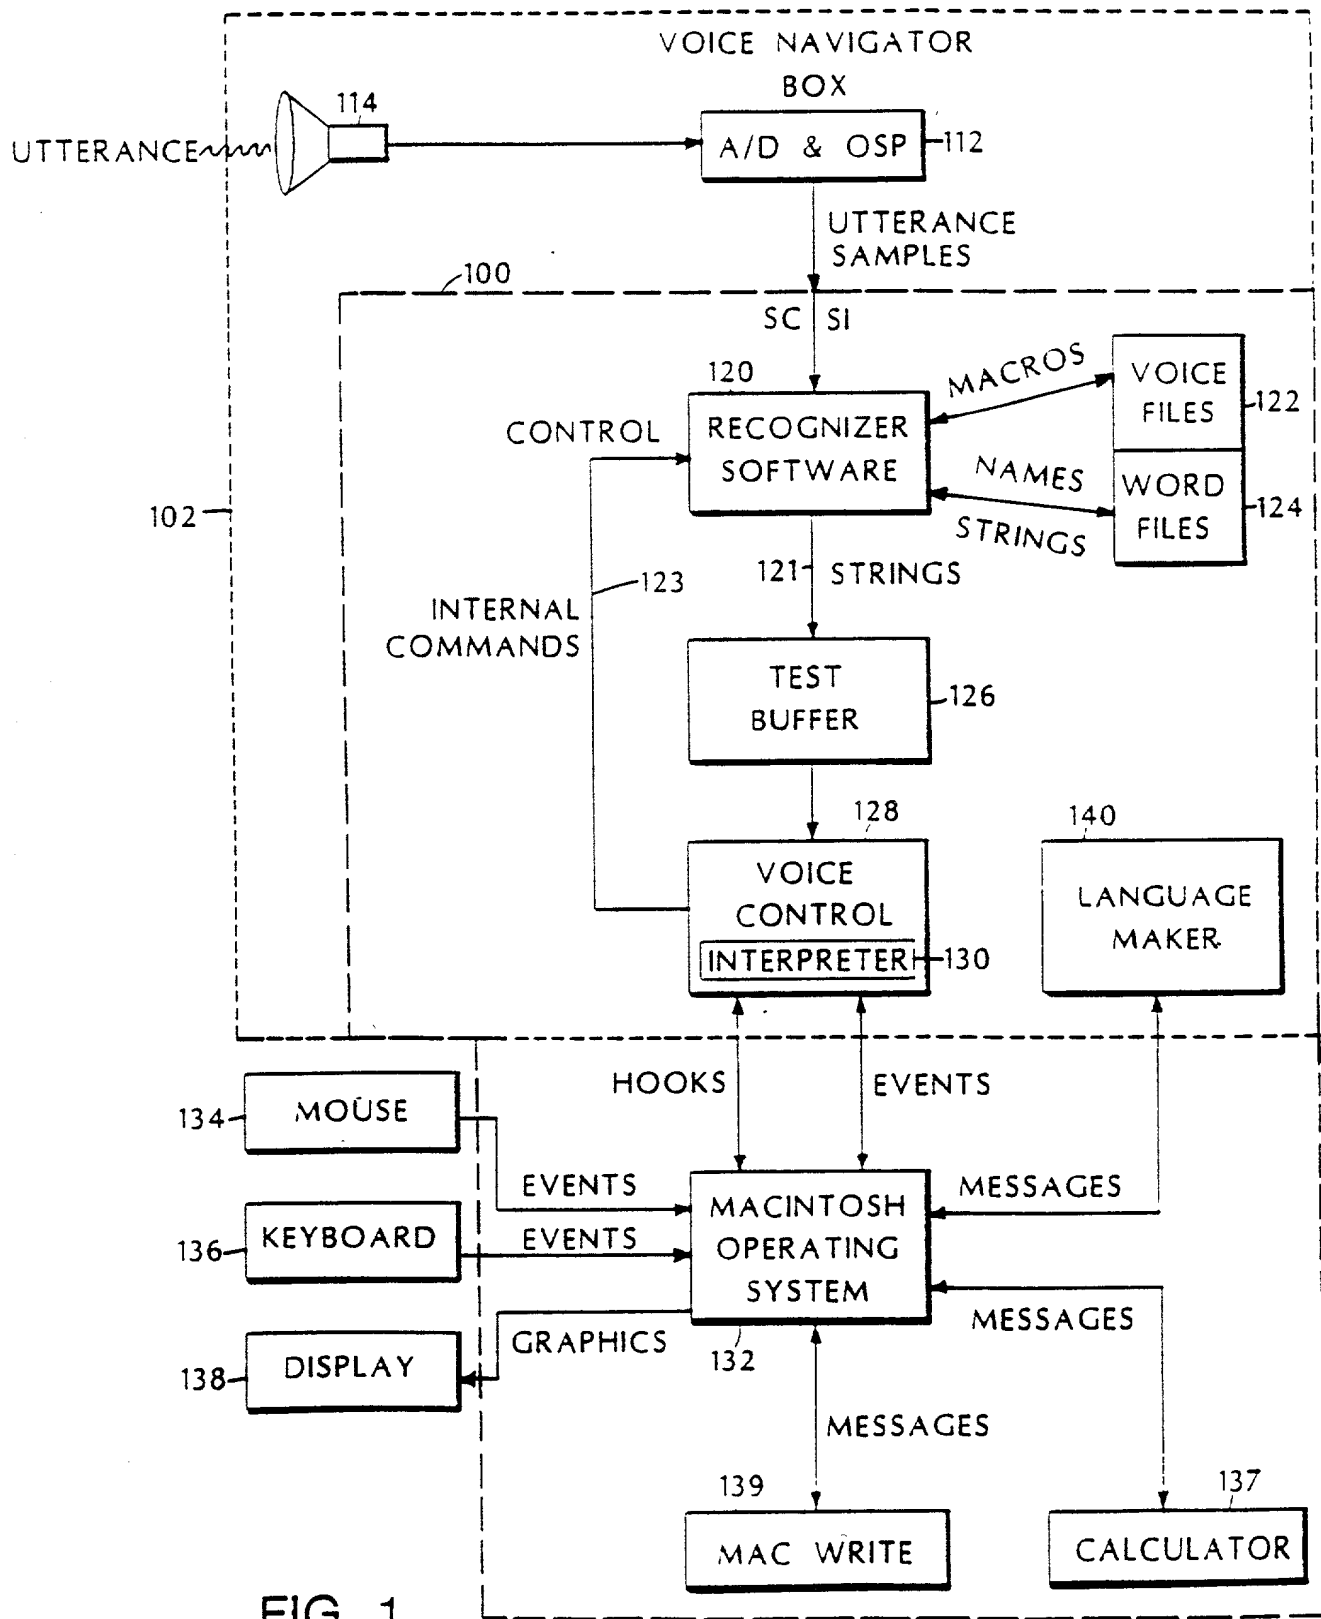 VOICE NAVIGATOR
BOX
114
UTTERANCE
A/D & OSP
112
UTTERANCE
SAMPLES
100
SC SI
120
MACROS
VOICE
FILES
122
CONTROL
RECOGNIZER
SOFTWARE
NAMES
STRINGS
WORD
FILES
124
102
121
STRINGS
123
INTERNAL
COMMANDS
TEST
BUFFER
126
128
140
VOICE
CONTROL
INTERPRETER
130
LANGUAGE
MAKER
HOOKS
EVENTS
134
MOUSE
EVENTS
MESSAGES
136
KEYBOARD
EVENTS
MACINTOSH
OPERATING
SYSTEM
MESSAGES
GRAPHICS
132
138
DISPLAY
MESSAGES
139
137
MAC WRITE
CALCULATOR
FIG. 1